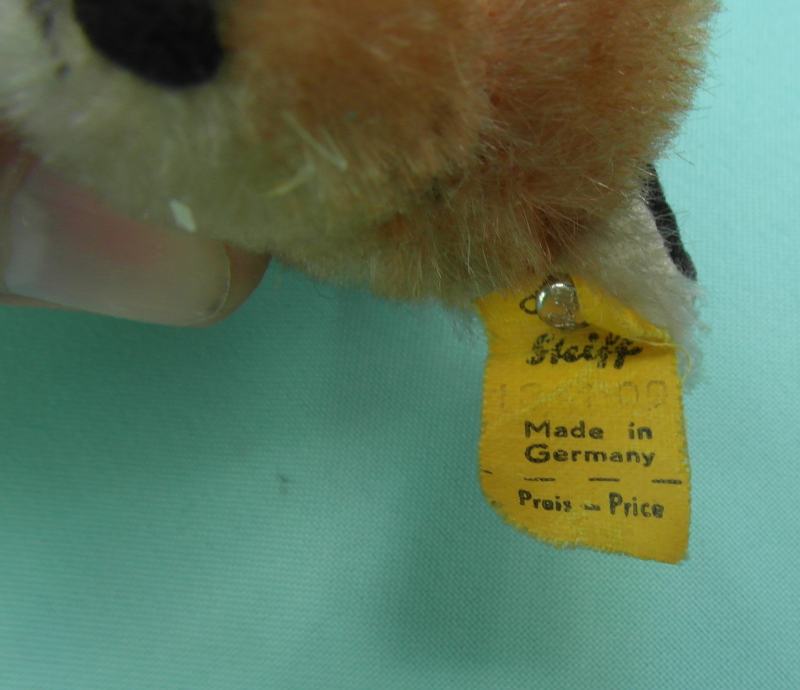 Steiff
Made in
Germany
Preis – Price